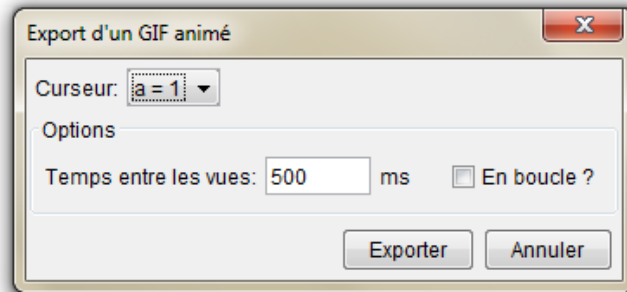 Export d'un GIF animé
Curseur: a = 1
Options
Temps entre les vues: 500 ms En boucle ?
Exporter Annuler